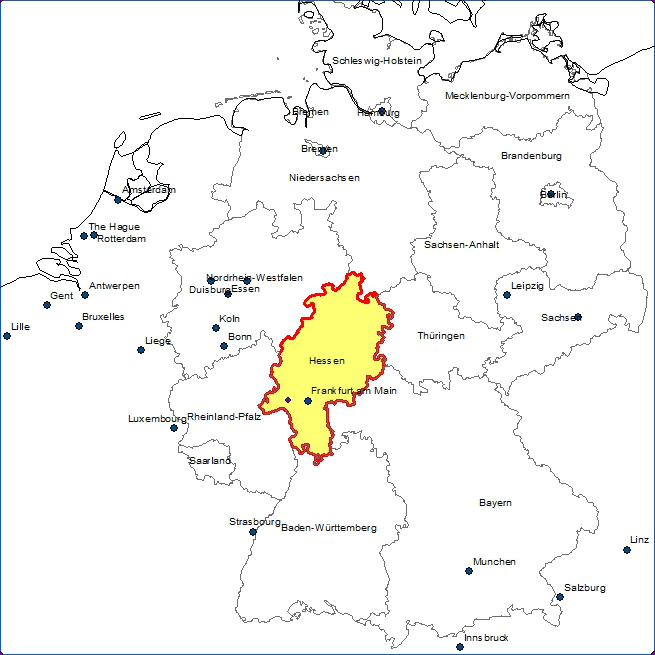 Schleswig-Holstein
Mecklenburg-Vorpommern
Bremen
Hamburg
Bremen
Brandenburg
Niedersachsen
Amsterdam
Berlin
The Hague
Rotterdam
Sachsen-Anhalt
Nordrhein-Westfalen
Antwerpen
Duisburg
Essen
Leipzig
Gent
Bruxelles
Koln
Sachsen
Lille
Bonn
Thüringen
Liege
Hessen
Frankfurt am Main
Luxembourg
Rheinland-Pfalz
Saarland
Bayern
Strasbourg
Baden-Württemberg
Linz
Munchen
Salzburg
Innsbruck